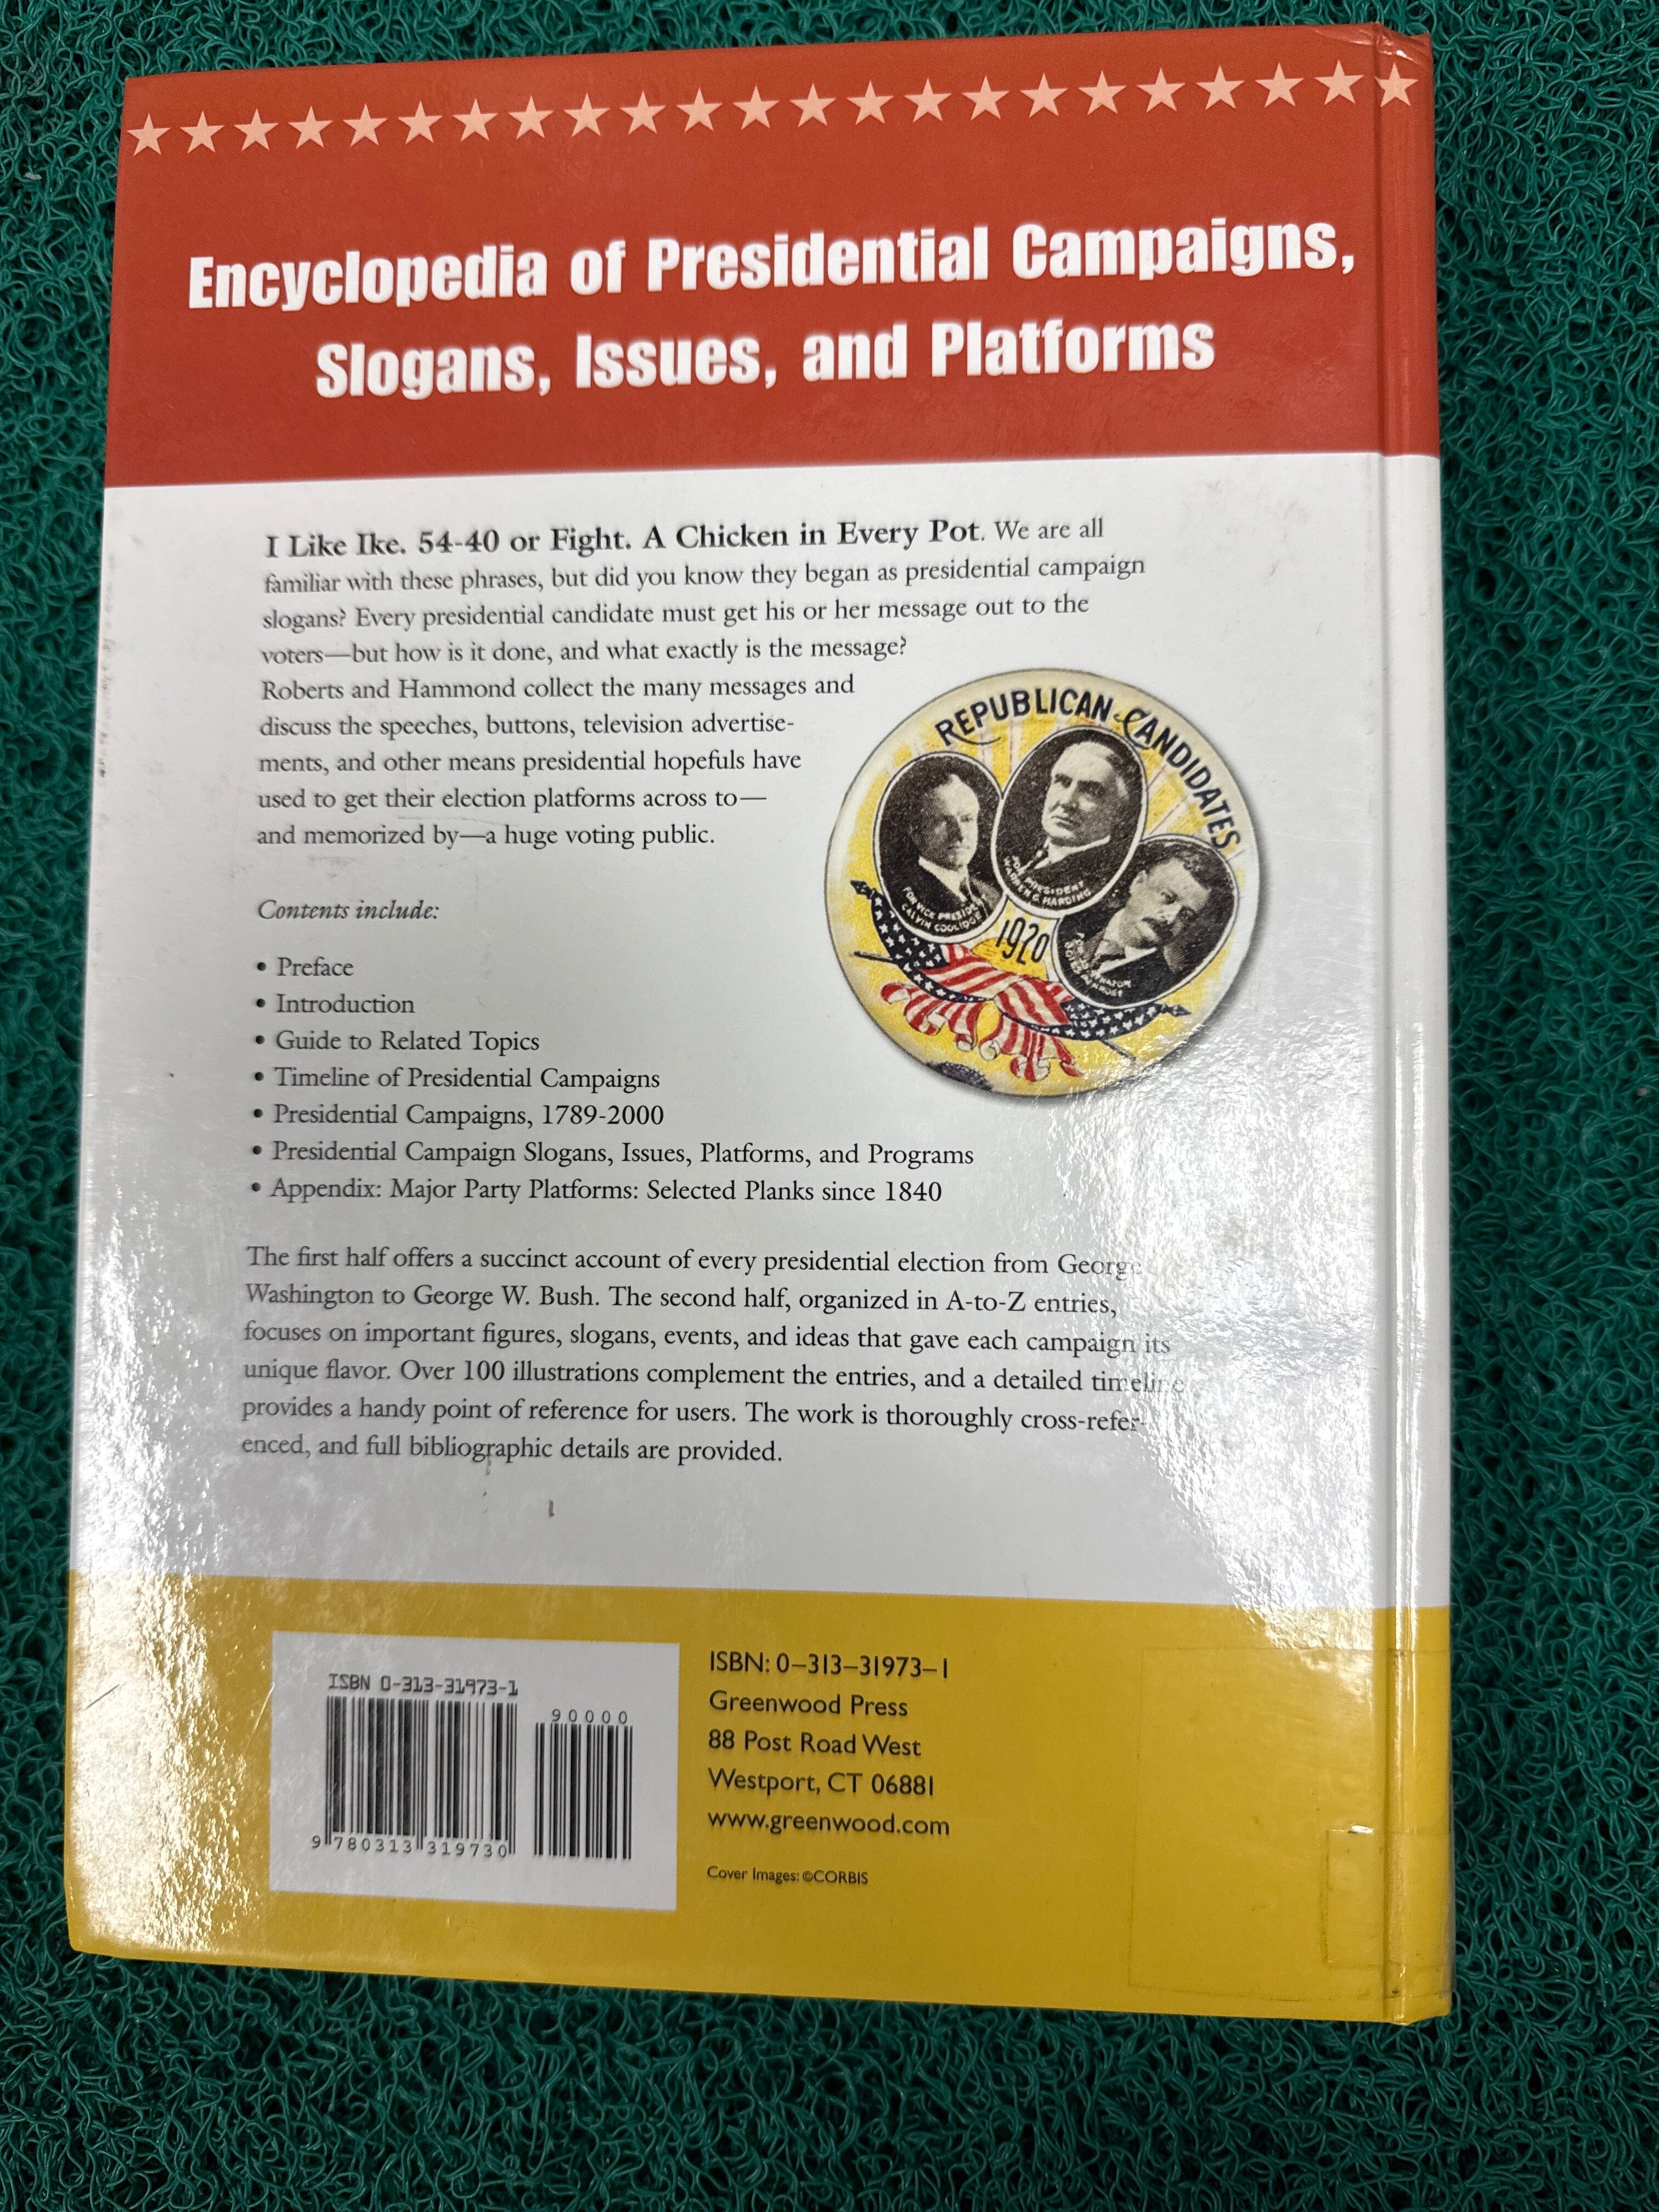 Encyclopedia of Presidential Campaigns,
Slogans, Issues, and Platforms
I Like Ike. 54-40 or Fight. A Chicken in Every Pot. We are all
familiar with these phrases, but did you know they began as presidential campaign
slogans? Every presidential candidate must get his or her message out to the
voters—but how is it done, and what exactly is the message?
Roberts and Hammond collect the many messages and
discuss the speeches, buttons, television advertise-
ments, and other means presidential hopefuls have
used to get their election platforms across to—
and memorized by—a huge voting public.
REPUBLICAN CANDIDATES
FOR VICE PRESIDENT
CALVIN COOLIDGE
FOR PRESIDENT
WARREN G. HARDING
1920
Contents include:
• Preface
• Introduction
• Guide to Related Topics
• Timeline of Presidential Campaigns
• Presidential Campaigns, 1789-2000
• Presidential Campaign Slogans, Issues, Platforms, and Programs
• Appendix: Major Party Platforms: Selected Planks since 1840
The first half offers a succinct account of every presidential election from George
Washington to George W. Bush. The second half, organized in A-to-Z entries,
focuses on important figures, slogans, events, and ideas that gave each campaign its
unique flavor. Over 100 illustrations complement the entries, and a detailed timeline
provides a handy point of reference for users. The work is thoroughly cross-refer-
enced, and full bibliographic details are provided.
ISBN 0-313-31973-1
90000
9 780313 319730
ISBN: 0–313–31973–1
Greenwood Press
88 Post Road West
Westport, CT 06881
www.greenwood.com
Cover Images: ©CORBIS